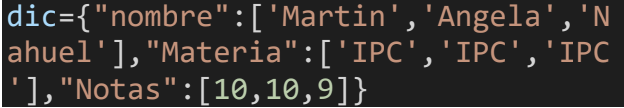 dic={"nombre":['Martin','Angela','N
ahuel'],"Materia":['IPC','IPC','IPC
'],"Notas":[10,10,9]}